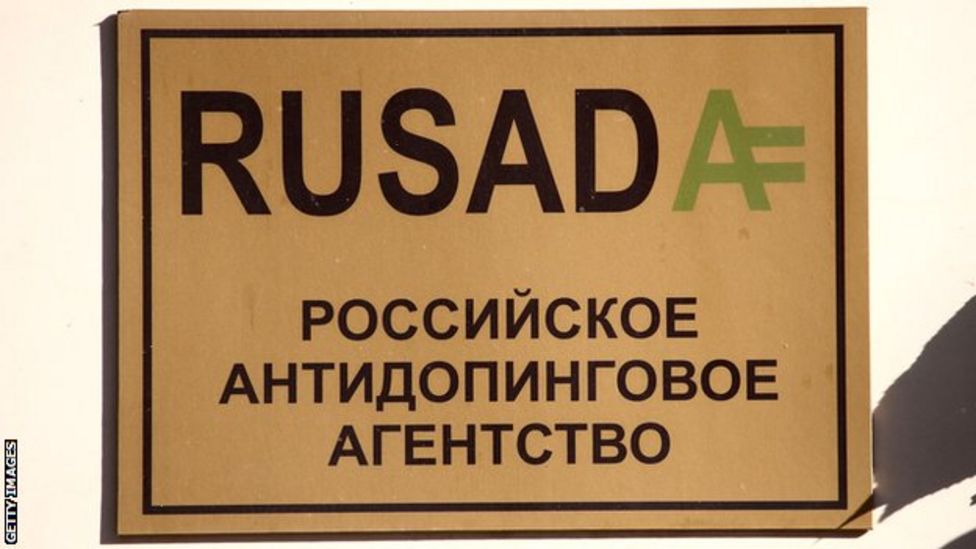 RUSADA
РОССИЙСКОЕ
АНТИДОПИНГОВОЕ
АГЕНТСТВО
GETTY IMAGES